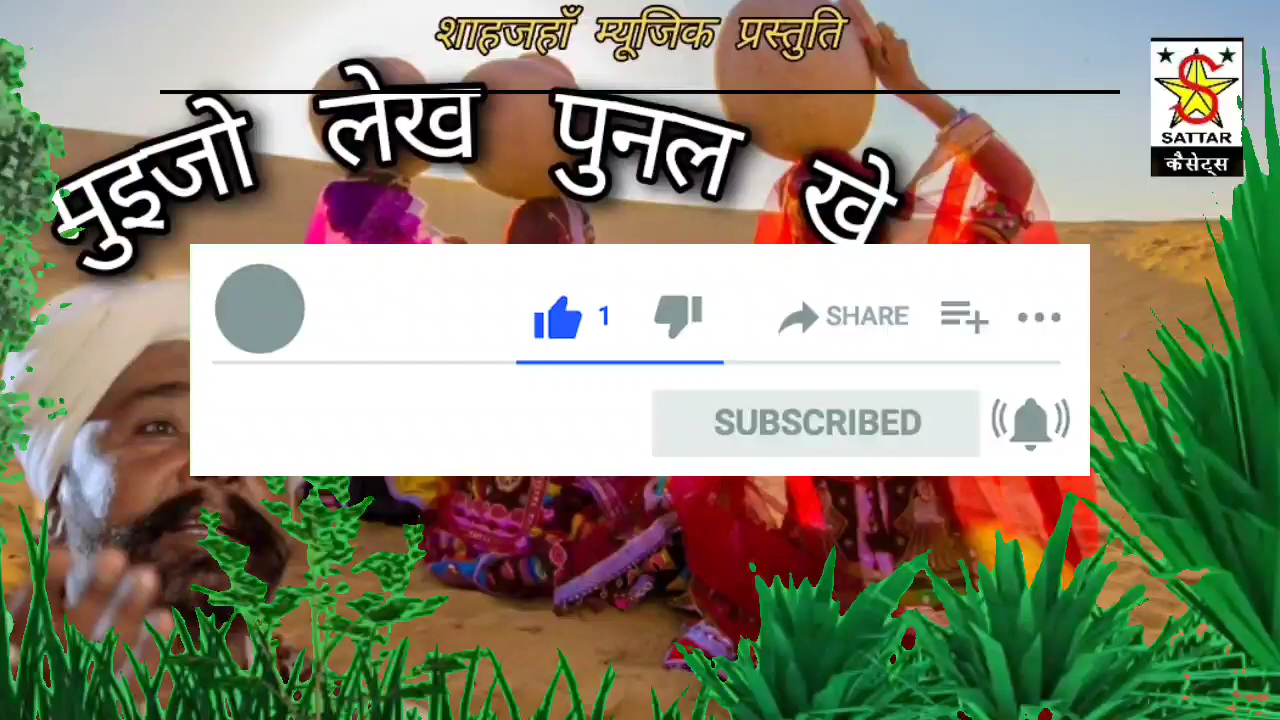 शाहजहाँ म्यूजिक प्रस्तुति
मुइजो लेख पुनल खे
SATTAR
कैसेट्स
1
SHARE
SUBSCRIBED